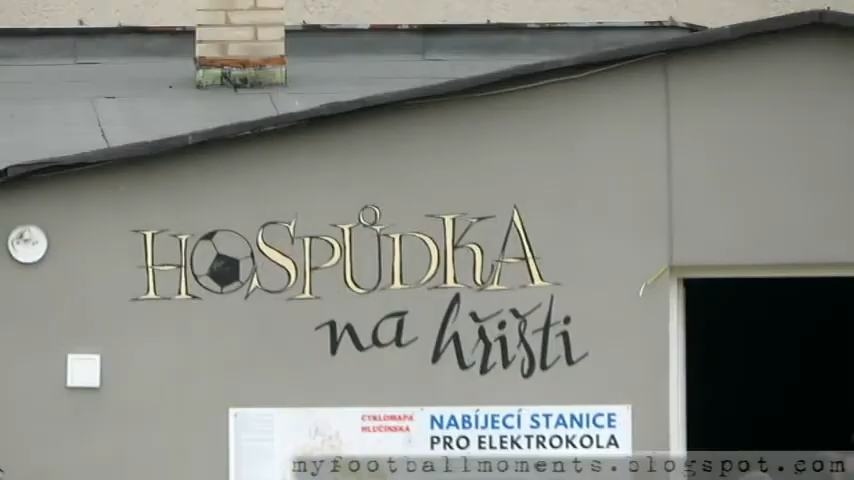 HOSPŮDKA
na hřišti
CYKLOMAPA
HLUČÍNSKA
NABÍJECÍ STANICE
PRO ELEKTROKOLA
myfootballmoments.blogspot.com